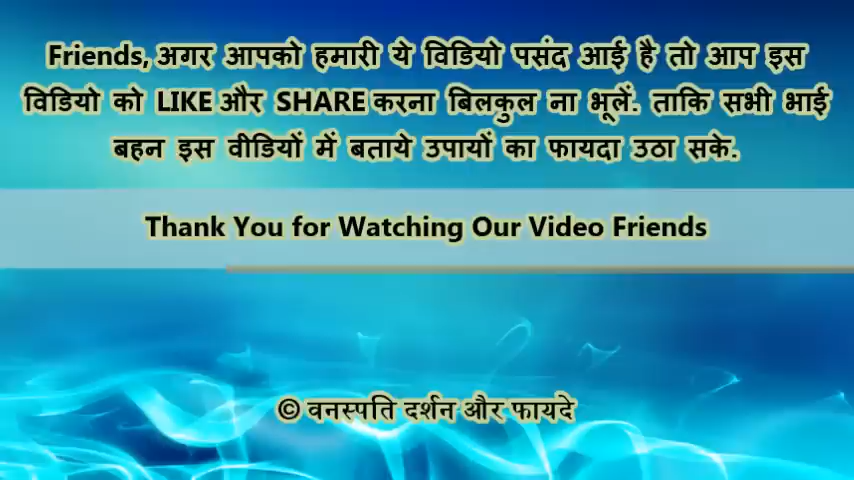 Friends, अगर आपको हमारी ये विडियो पसंद आई है तो आप इस
विडियो को LIKE और SHARE करना बिलकुल ना भूलें. ताकि सभी भाई
बहन इस वीडियों में बताये उपायों का फायदा उठा सके.
Thank You for Watching Our Video Friends
© वनस्पति दर्शन और फायदे